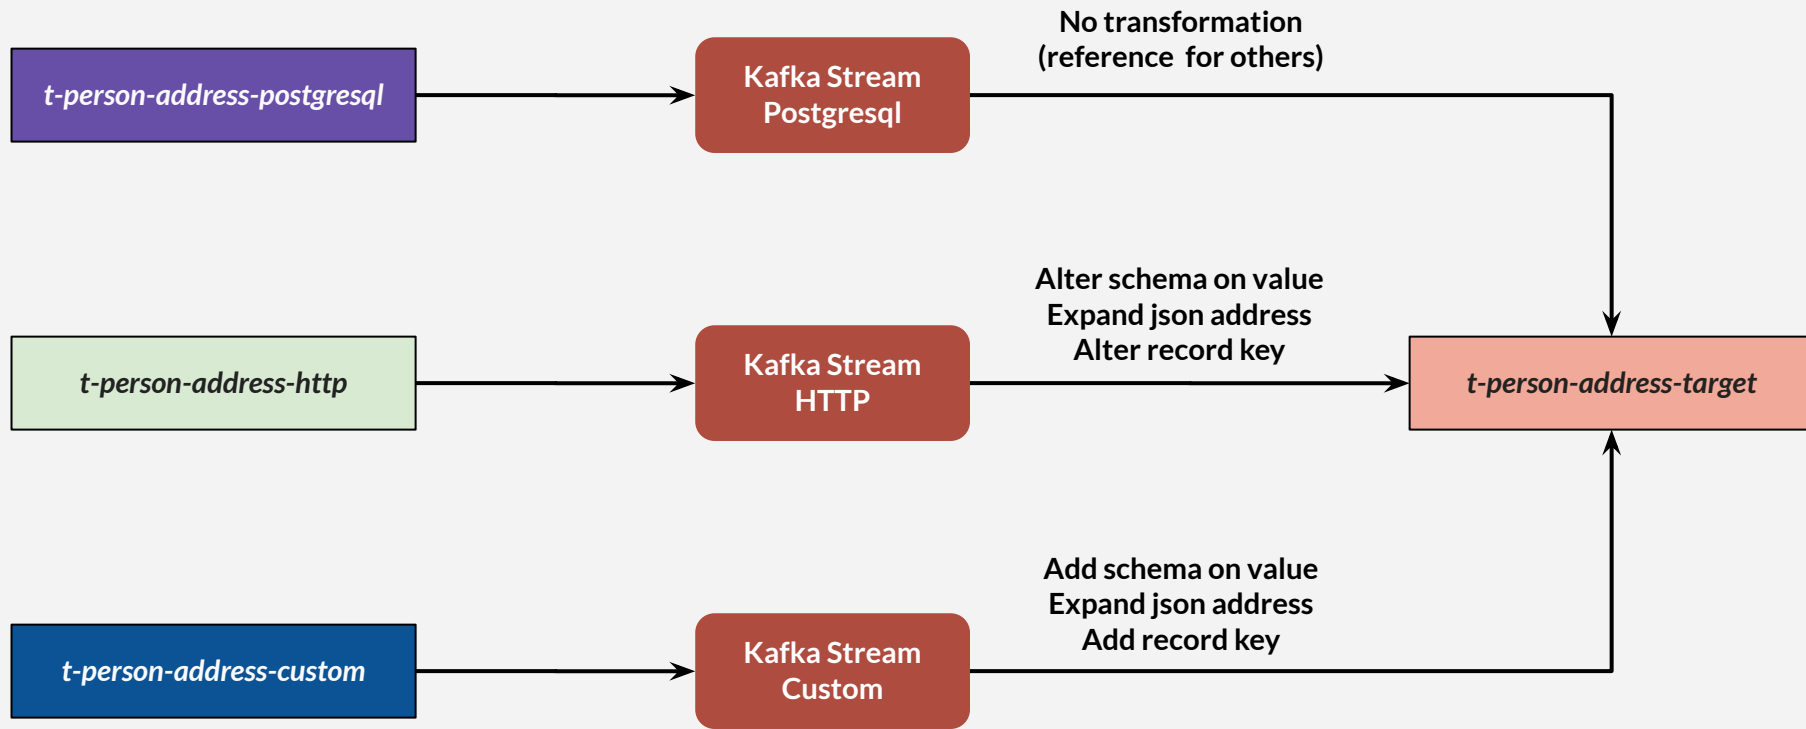 t-person-address-postgresql
Kafka Stream
Postgresql
No transformation
(reference for others)
t-person-address-http
Kafka Stream
HTTP
Alter schema on value
Expand json address
Alter record key
t-person-address-target
t-person-address-custom
Kafka Stream
Custom
Add schema on value
Expand json address
Add record key